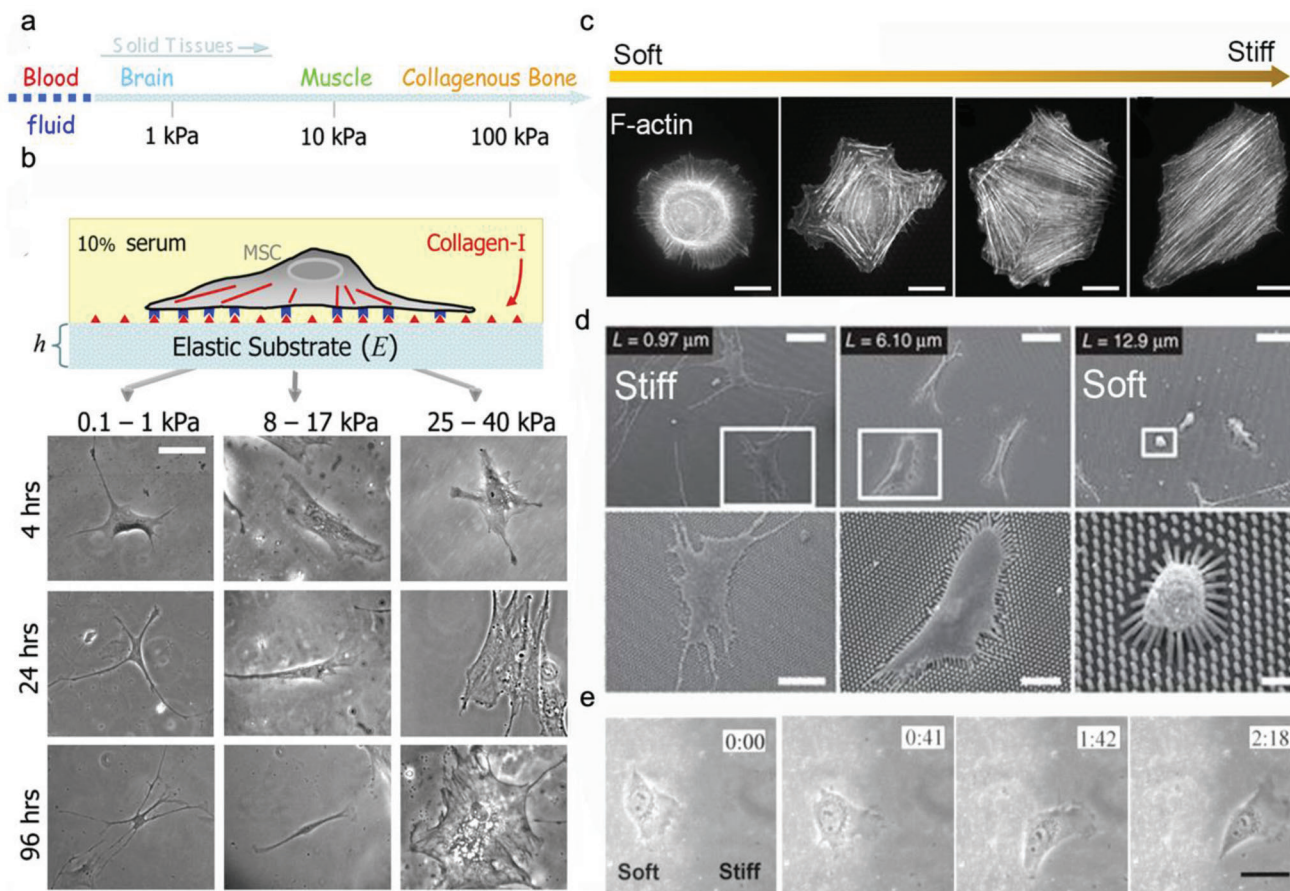 a
Solid Tissues
Blood Brain Muscle Collagenous Bone
fluid 1 kPa 10 kPa 100 kPa
b
10% serum
MSC
Collagen-I
h
Elastic Substrate (E)
0.1 – 1 kPa 8 – 17 kPa 25 – 40 kPa
4 hrs
24 hrs
96 hrs
c
Soft Stiff
F-actin
d
L = 0.97 µm L = 6.10 µm L = 12.9 µm
Stiff Soft
e
0:00 0:41 1:42 2:18
Soft Stiff